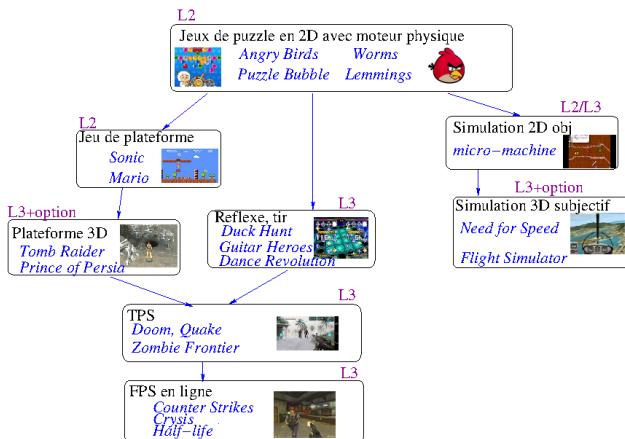 L2
Jeux de puzzle en 2D avec moteur physique
Angry Birds Worms
Puzzle Bubble Lemmings
L2
Jeu de plateforme
Sonic
Mario
L2/L3
Simulation 2D obj
micro-machine
L3+option
Plateforme 3D
Tomb Raider
Prince of Persia
L3
Reflexe, tir
Duck Hunt
Guitar Heroes
Dance Revolution
L3+option
Simulation 3D subjectif
Need for Speed
Flight Simulator
L3
TPS
Doom, Quake
Zombie Frontier
L3
FPS en ligne
Counter Strikes
Crysis
Half-life